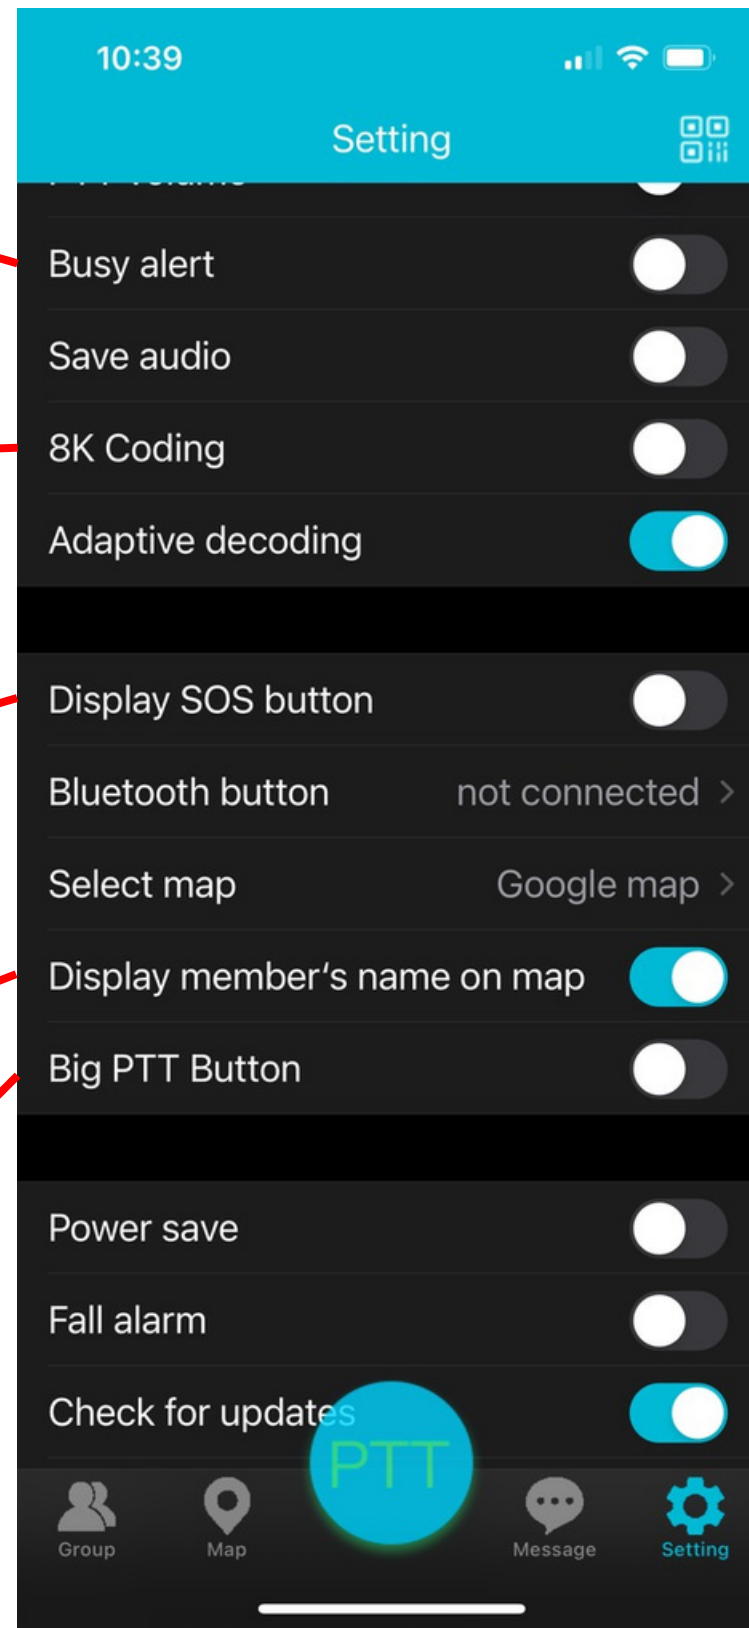 10:39
Setting
Busy alert
Save audio
8K Coding
Adaptive decoding
Display SOS button
Bluetooth button not connected >
Select map Google map >
Display member‘s name on map
Big PTT Button
Power save
Fall alarm
Check for updates
PTT
Group Map Message Setting